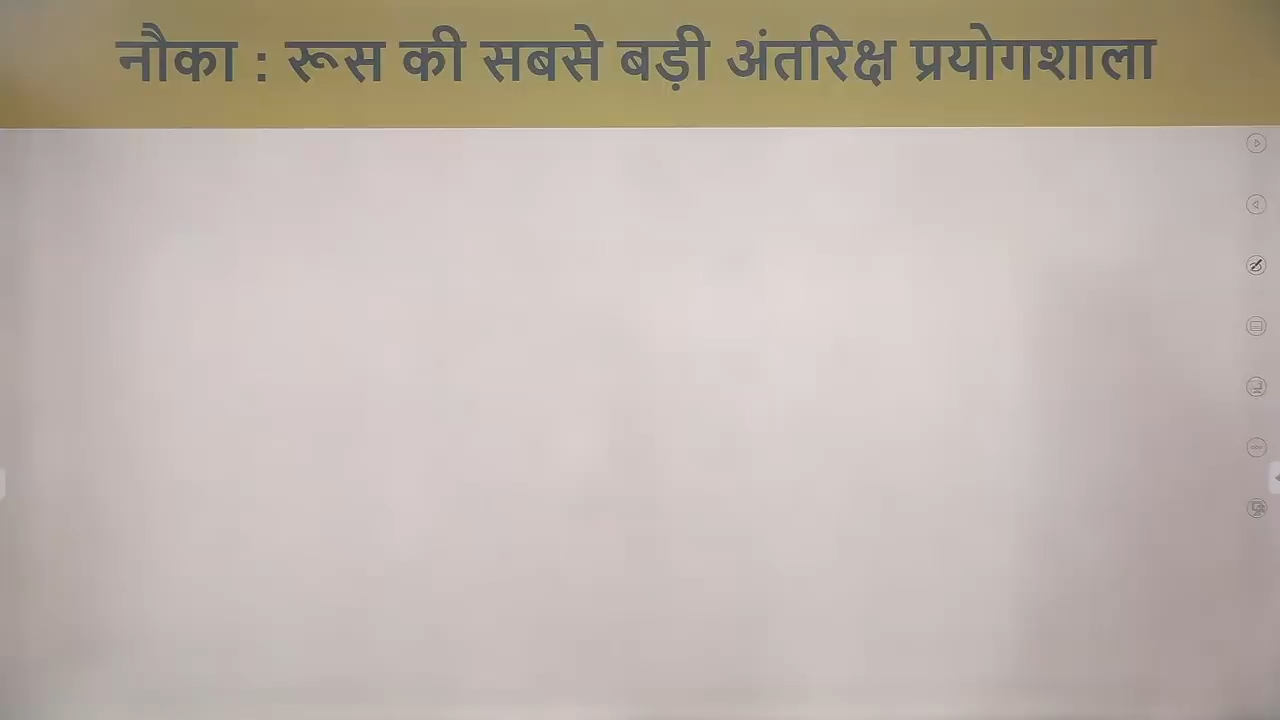 नौका : रूस की सबसे बड़ी अंतरिक्ष प्रयोगशाला